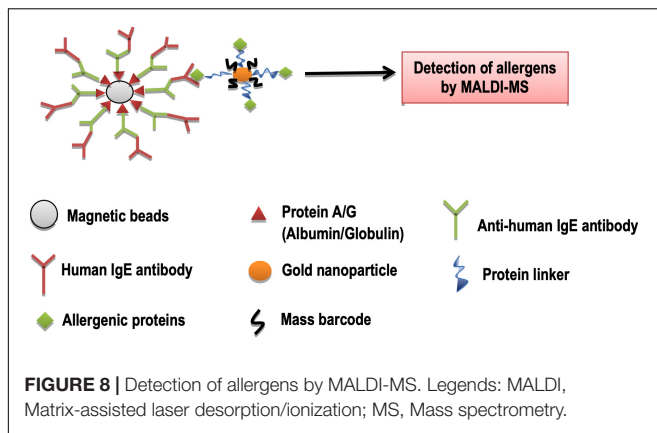 Detection of allergens
by MALDI-MS
Magnetic beads
Protein A/G
(Albumin/Globulin)
Anti-human IgE antibody
Human IgE antibody
Gold nanoparticle
Protein linker
Allergenic proteins
Mass barcode
FIGURE 8 | Detection of allergens by MALDI-MS. Legends: MALDI,
Matrix-assisted laser desorption/ionization; MS, Mass spectrometry.